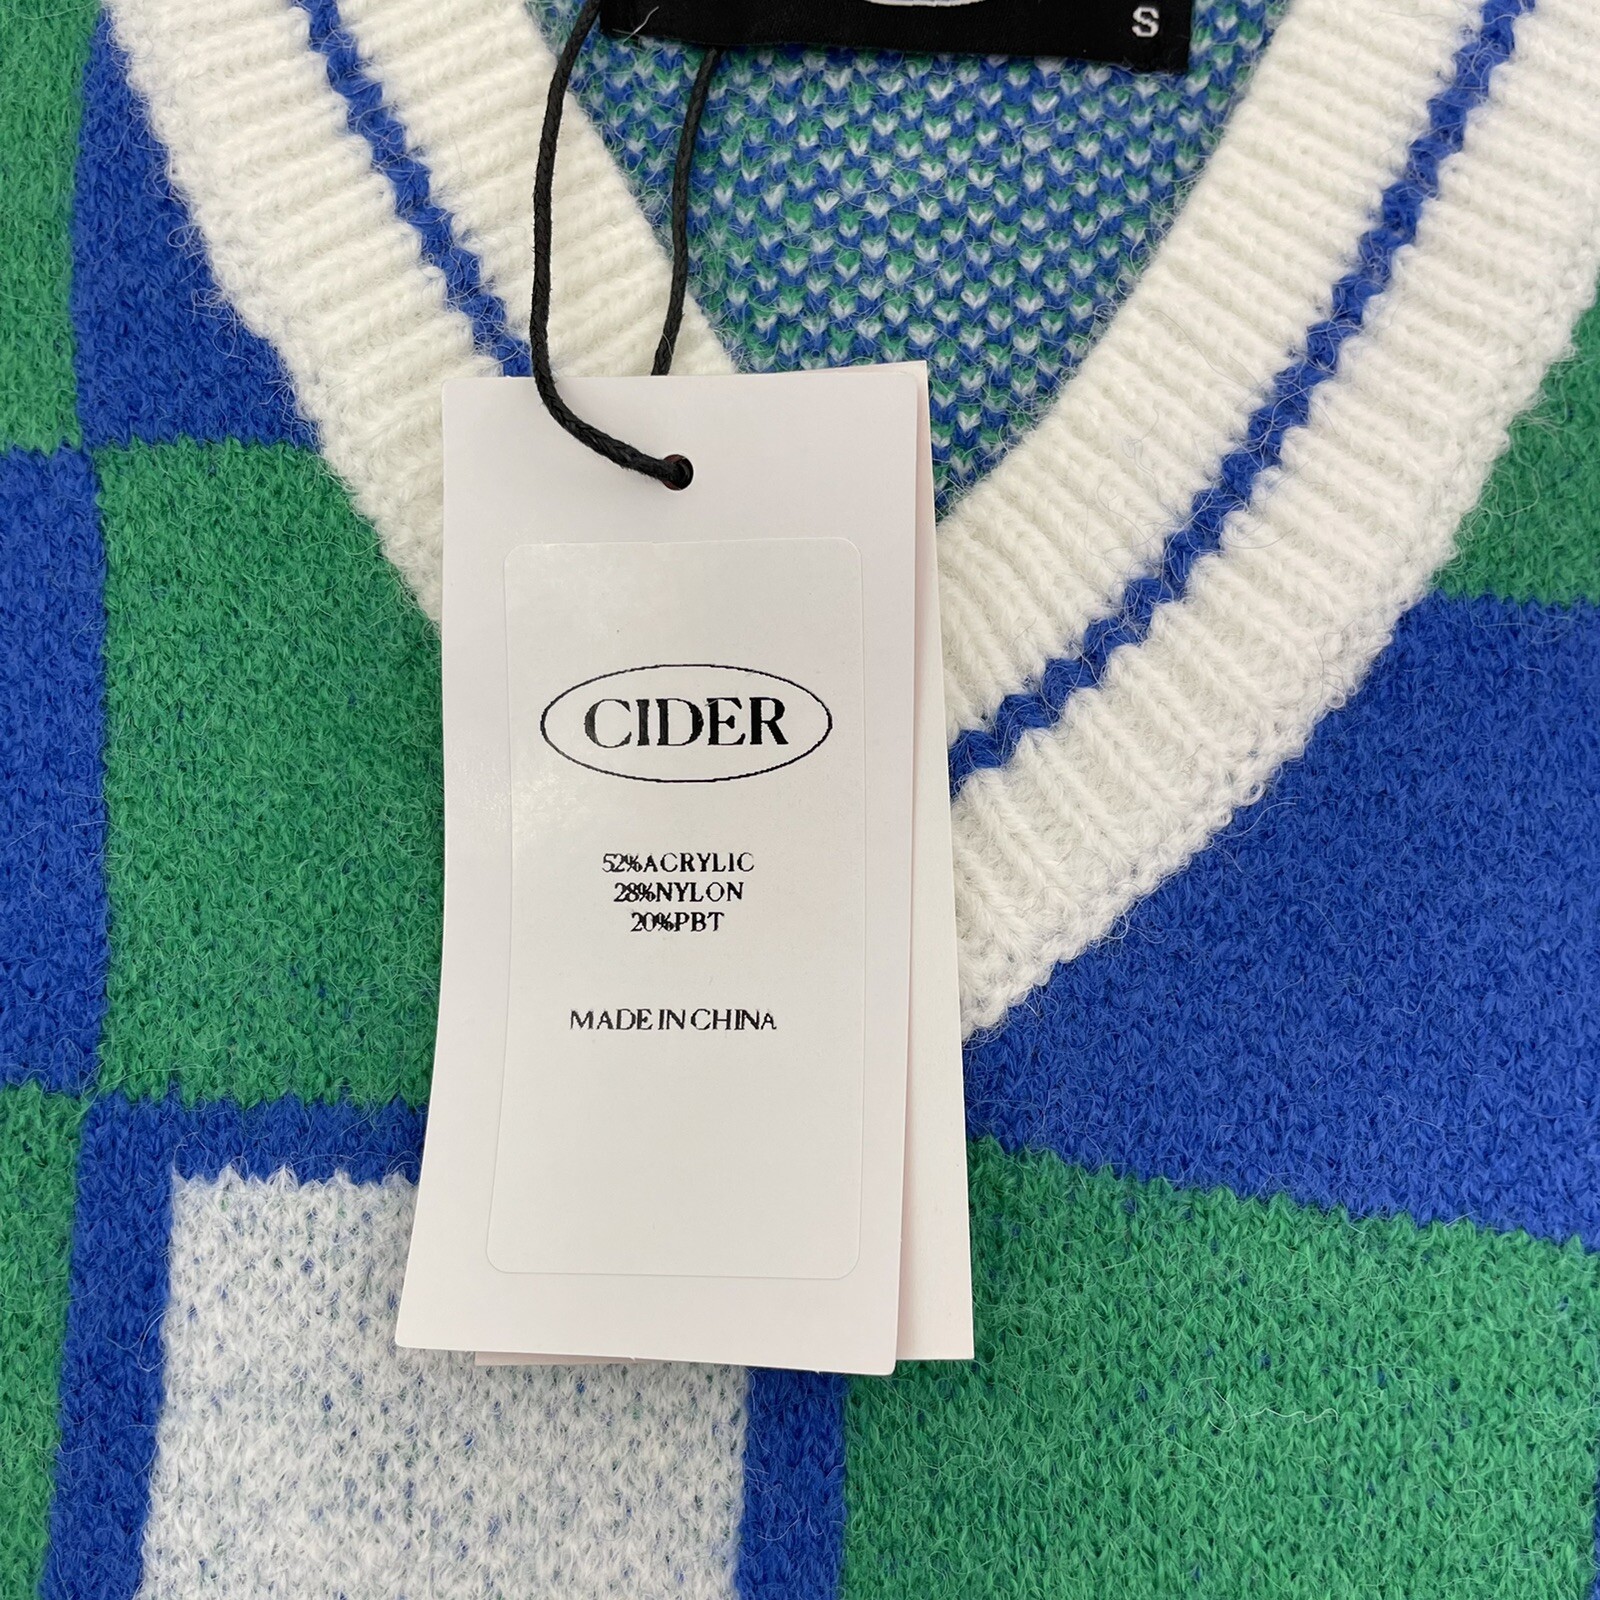 S
CIDER
52%ACRYLIC
28%NYLON
20%PBT
MADE IN CHINA